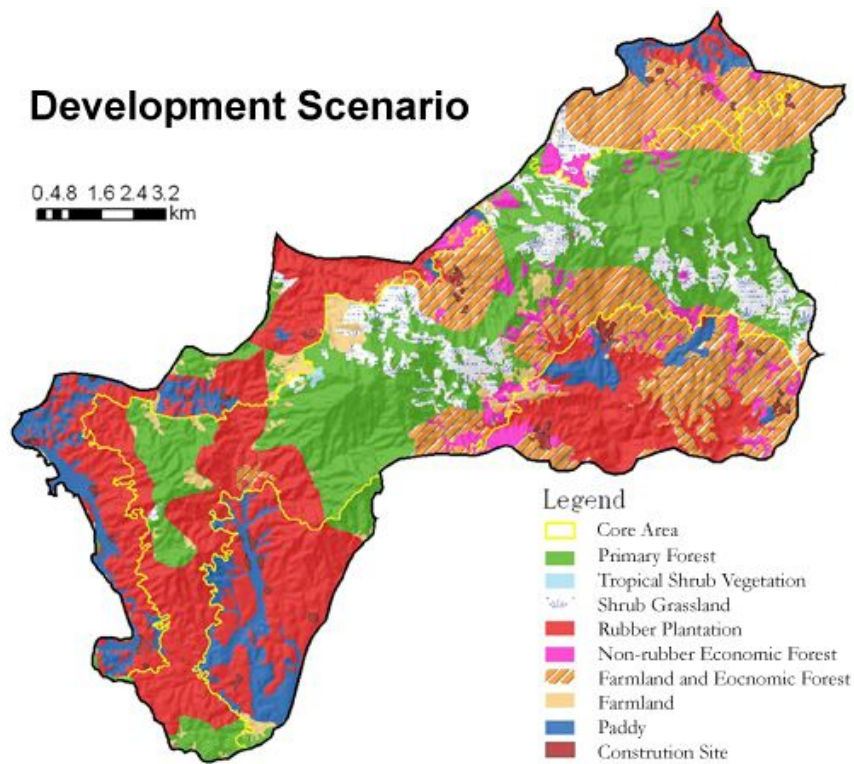 Development Scenario
0.4.8 1.6 2.4 3.2
km
Legend
Core Area
Primary Forest
Tropical Shrub Vegetation
Shrub Grassland
Rubber Plantation
Non-rubber Economic Forest
Farmland and Eocnomic Forest
Farmland
Paddy
Constrution Site